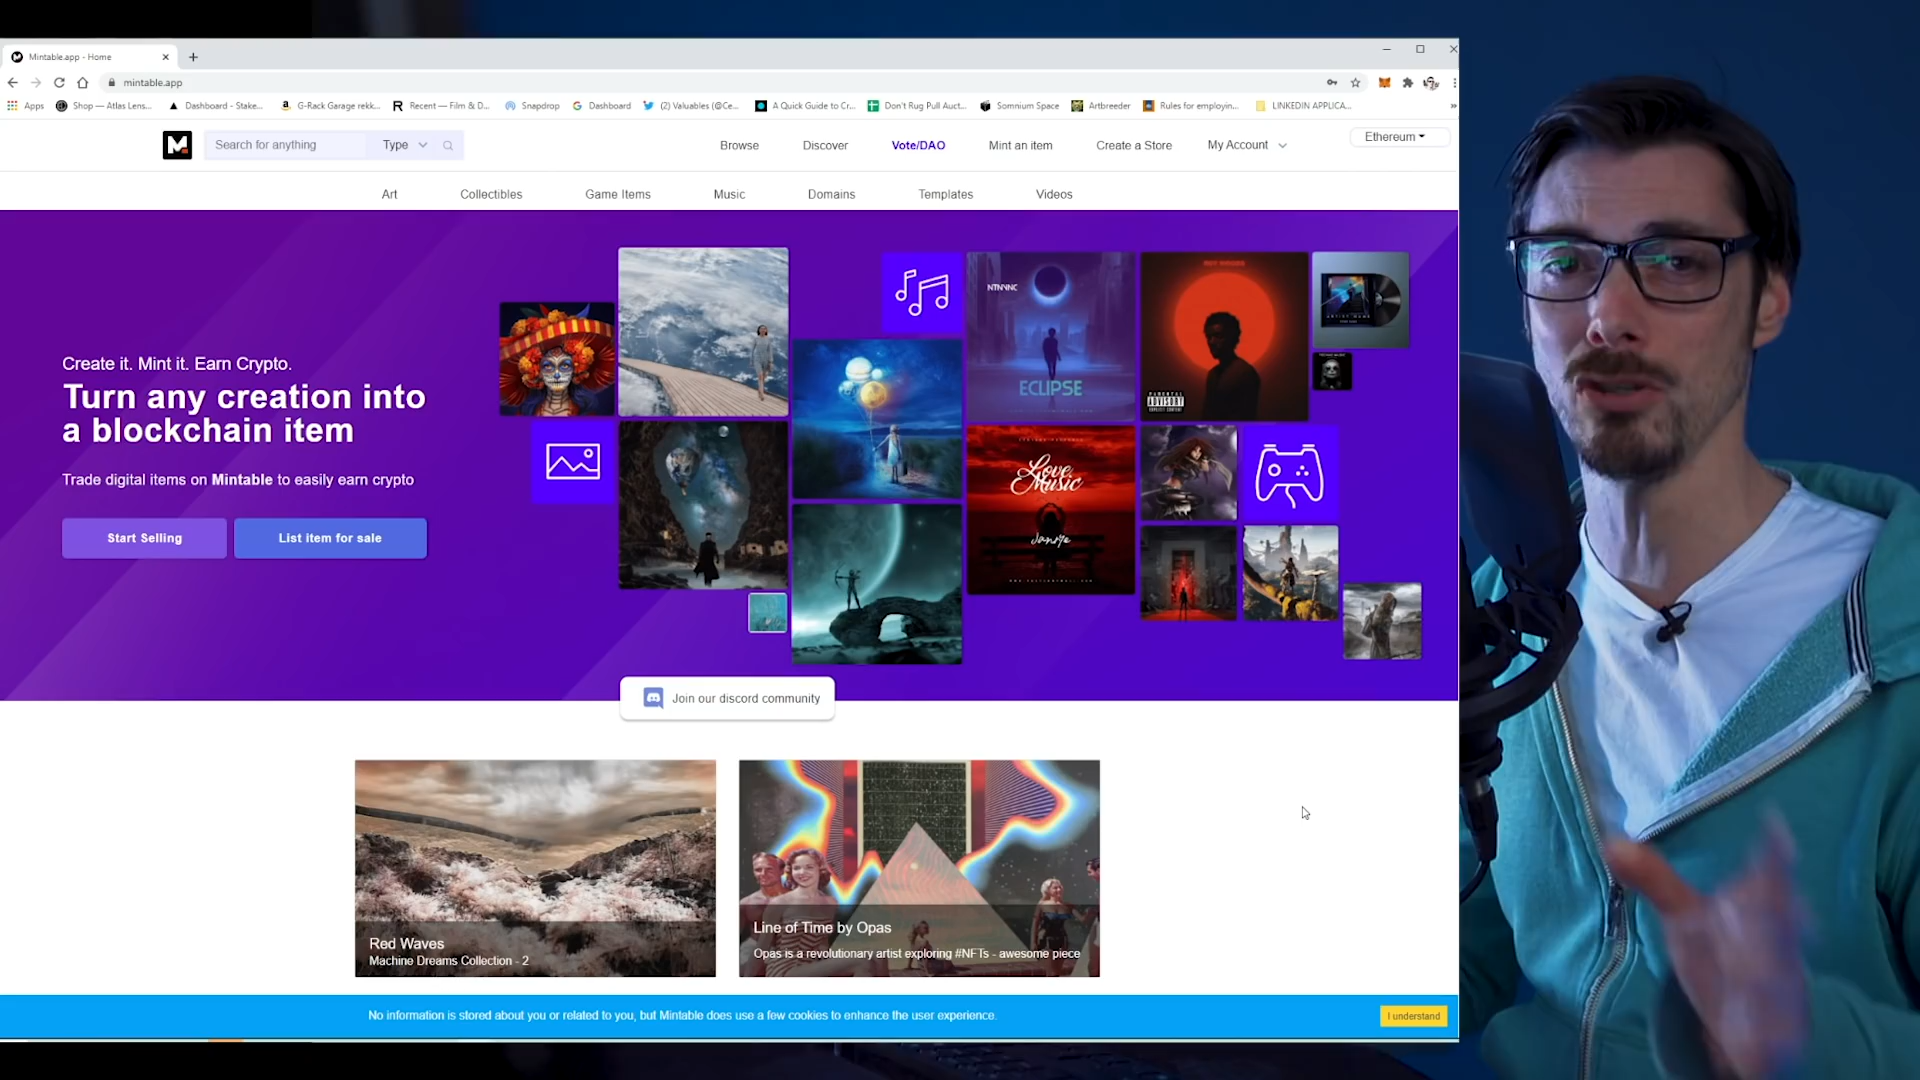 Mintable.app - Home
mintable.app
Apps
Shop — Atlas Lens...
Dashboard - Stake...
G-Rack Garage rekk...
Recent — Film & D...
Snapdrop
Dashboard
(2) Valuables (@Ce...
A Quick Guide to Cr...
Don't Rug Pull Auct...
Somnium Space
Artbreeder
Rules for employin...
LINKEDIN APPLICA...
M
Search for anything
Type
Browse
Discover
Vote/DAO
Mint an item
Create a Store
My Account
Ethereum
Art
Collectibles
Game Items
Music
Domains
Templates
Videos
Create it. Mint it. Earn Crypto.
Turn any creation into
a blockchain item
Trade digital items on Mintable to easily earn crypto
Start Selling
List item for sale
ECLIPSE
PARENTAL
ADVISORY
Love
Music
Join our discord community
Red Waves
Machine Dreams Collection - 2
Line of Time by Opas
Opas is a revolutionary artist exploring #NFTs - awesome piece
No information is stored about you or related to you, but Mintable does use a few cookies to enhance the user experience.
I understand